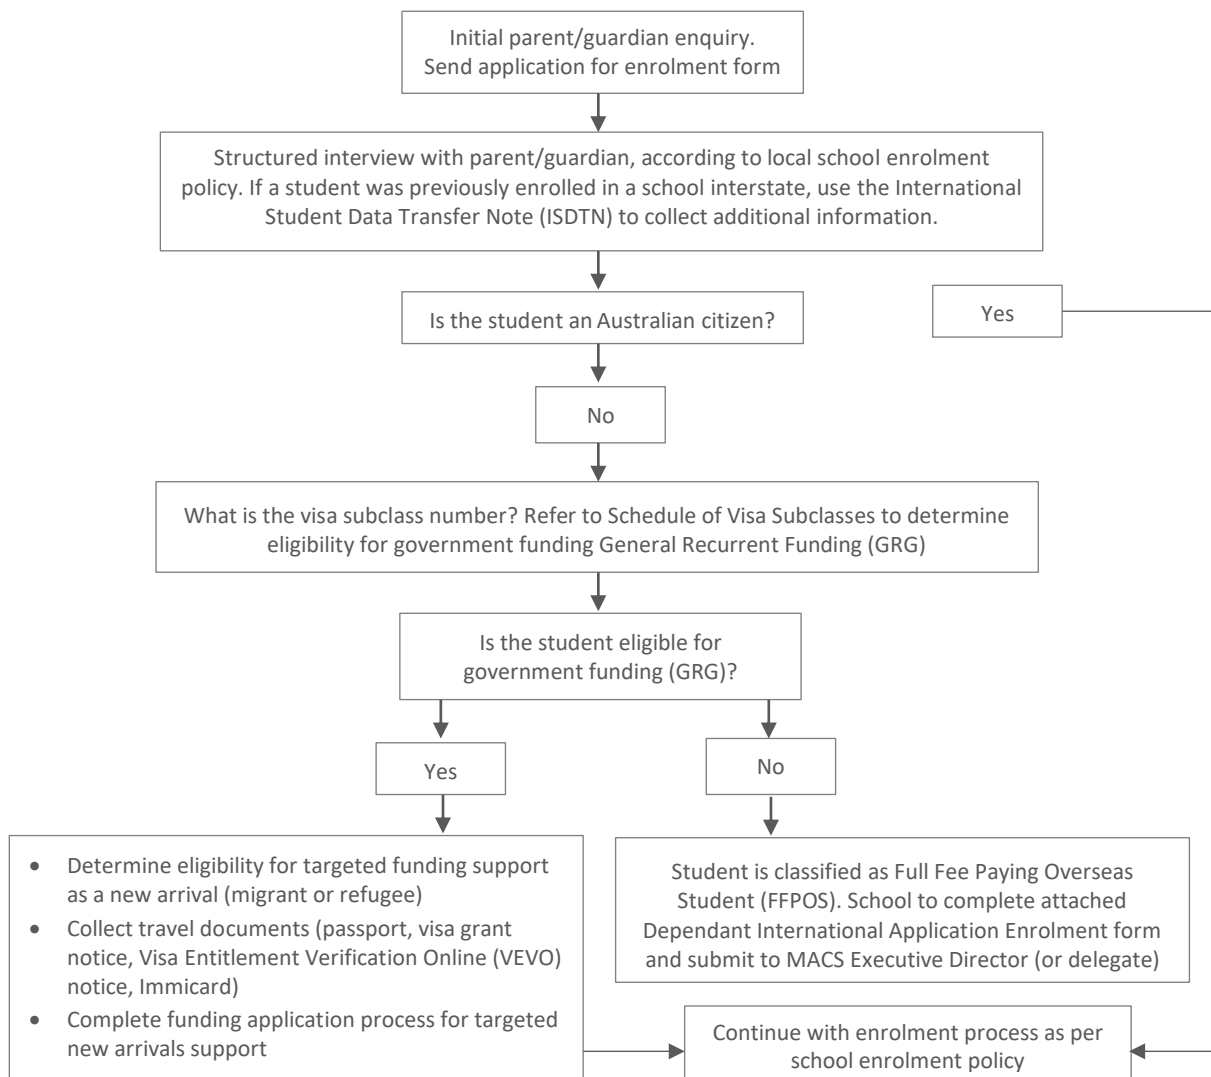 Initial parent/guardian enquiry.
Send application for enrolment form
Structured interview with parent/guardian, according to local school enrolment
policy. If a student was previously enrolled in a school interstate, use the International
Student Data Transfer Note (ISDTN) to collect additional information.
Is the student an Australian citizen?
Yes
No
What is the visa subclass number? Refer to Schedule of Visa Subclasses to determine
eligibility for government funding General Recurrent Funding (GRG)
Is the student eligible for
government funding (GRG)?
Yes
No
• Determine eligibility for targeted funding support
as a new arrival (migrant or refugee)
• Collect travel documents (passport, visa grant
notice, Visa Entitlement Verification Online (VEVO)
notice, Immicard)
• Complete funding application process for targeted
new arrivals support
Student is classified as Full Fee Paying Overseas
Student (FFPOS). School to complete attached
Dependant International Application Enrolment form
and submit to MACS Executive Director (or delegate)
Continue with enrolment process as per
school enrolment policy